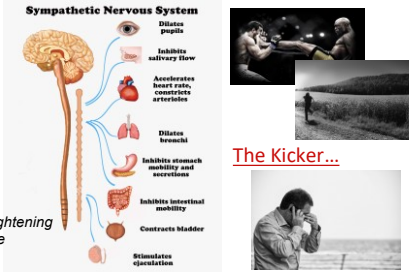 Sympathetic Nervous System
Dilates
pupils
Inhibits
salivary flow
Accelerates
heart rate,
constricts
arterioles
Dilates
bronchi
Inhibits stomach
mobility and
secretions
Inhibits intestinal
mobility
Contracts bladder
Stimulates
ejaculation
The Kicker...